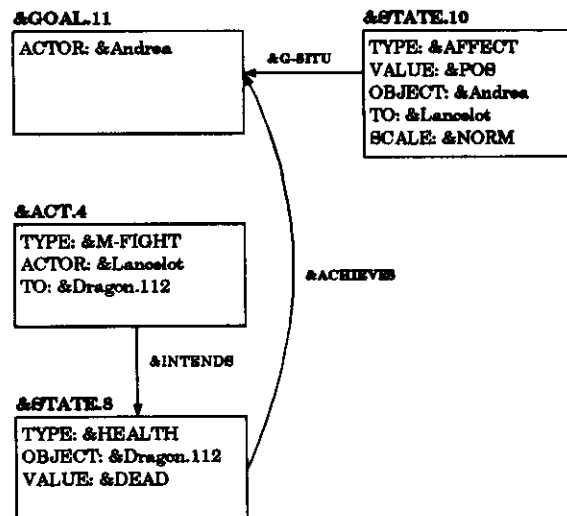 &GOAL.11
ACTOR: &Andrea
&G-SITU
&STATE.10
TYPE: &AFFECT
VALUE: &POS
OBJECT: &Andrea
TO: &Lancelot
SCALE: &NORM
&ACT.4
TYPE: &M-FIGHT
ACTOR: &Lancelot
TO: &Dragon.112
&ACHIEVES
&INTENDS
&STATE.8
TYPE: &HEALTH
OBJECT: &Dragon.112
VALUE: &DEAD